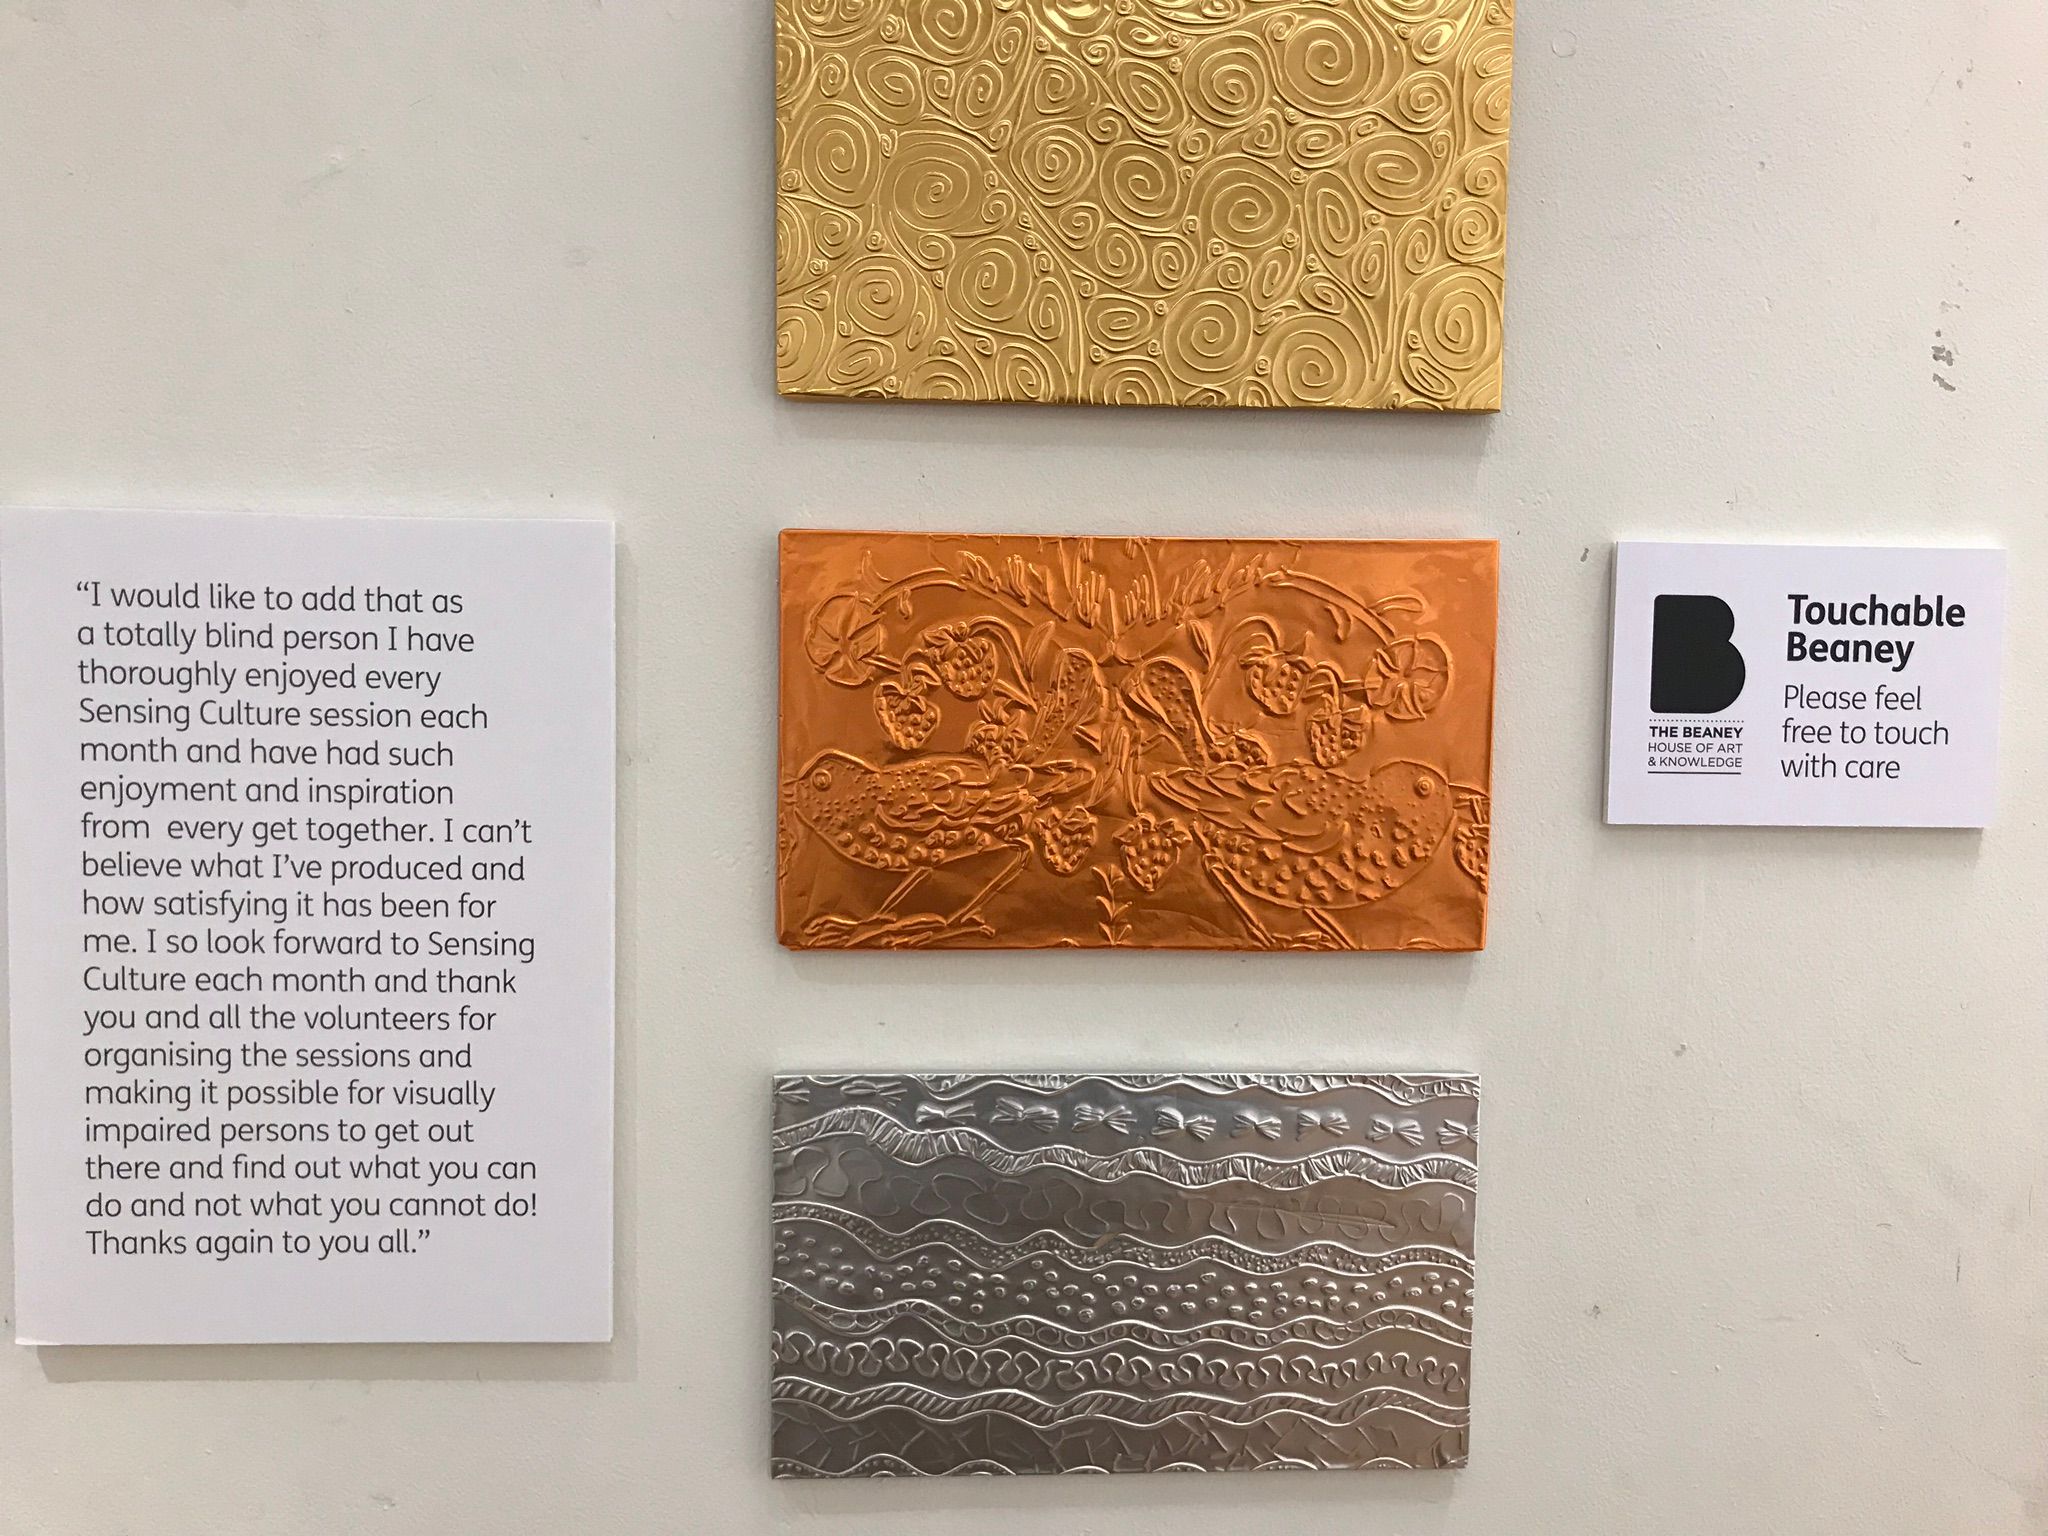 “I would like to add that as
a totally blind person I have
thoroughly enjoyed every
Sensing Culture session each
month and have had such
enjoyment and inspiration
from  every get together. I can’t
believe what I’ve produced and
how satisfying it has been for
me. I so look forward to Sensing
Culture each month and thank
you and all the volunteers for
organising the sessions and
making it possible for visually
impaired persons to get out
there and find out what you can
do and not what you cannot do!
Thanks again to you all.”
B
THE BEANEY
HOUSE OF ART
& KNOWLEDGE
Touchable
Beaney
Please feel
free to touch
with care